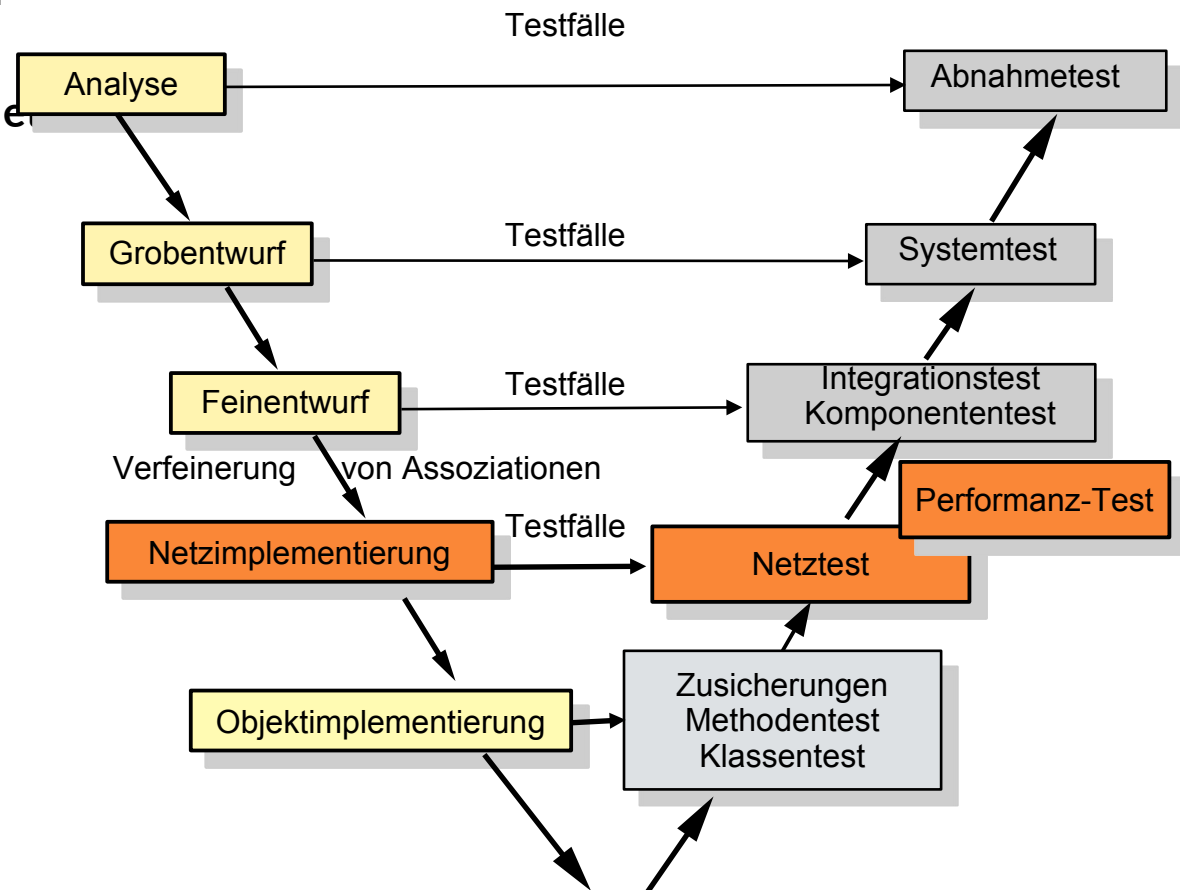 Testfälle
Analyse
Abnahmetest
Grobentwurf
Testfälle
Systemtest
Feinentwurf
Testfälle
Integrationstest
Komponententest
Verfeinerung von Assoziationen
Performanz-Test
Netzimplementierung
Testfälle
Netztest
Objektimplementierung
Zusicherungen
Methodentest
Klassentest